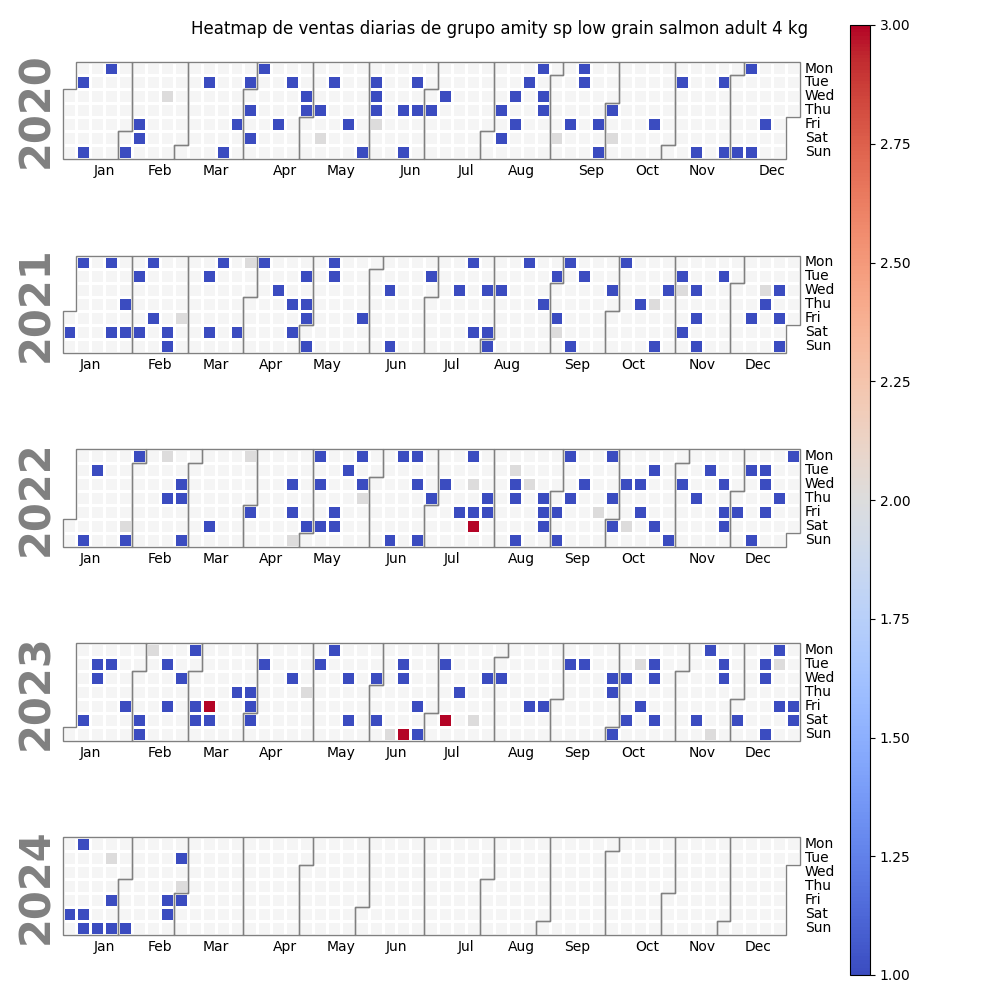 Heatmap de ventas diarias de grupo amity sp low grain salmon adult 4 kg
2020
Mon
Tue
Wed
Thu
Fri
Sat
Sun
Jan Feb Mar Apr May Jun Jul Aug Sep Oct Nov Dec
2021
Mon
Tue
Wed
Thu
Fri
Sat
Sun
Jan Feb Mar Apr May Jun Jul Aug Sep Oct Nov Dec
2022
Mon
Tue
Wed
Thu
Fri
Sat
Sun
Jan Feb Mar Apr May Jun Jul Aug Sep Oct Nov Dec
2023
Mon
Tue
Wed
Thu
Fri
Sat
Sun
Jan Feb Mar Apr May Jun Jul Aug Sep Oct Nov Dec
2024
Mon
Tue
Wed
Thu
Fri
Sat
Sun
Jan Feb Mar Apr May Jun Jul Aug Sep Oct Nov Dec
3.00
2.75
2.50
2.25
2.00
1.75
1.50
1.25
1.00